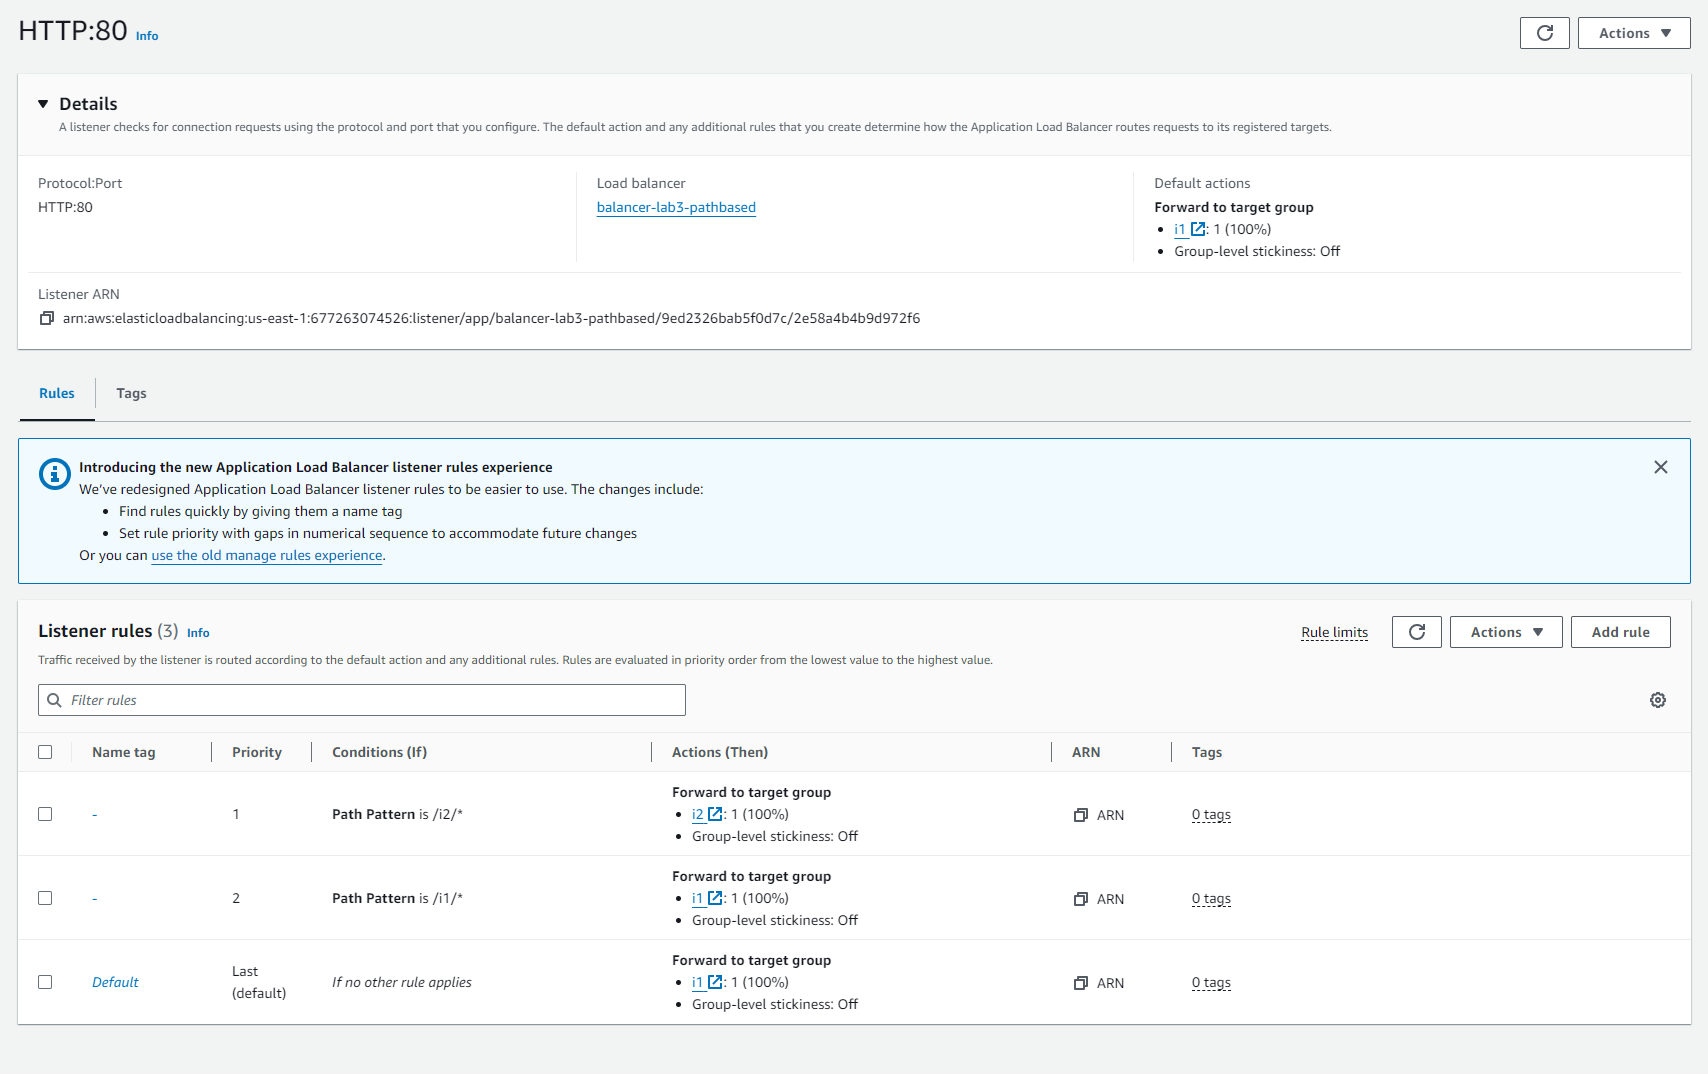 HTTP:80 Info
Actions
Details
A listener checks for connection requests using the protocol and port that you configure. The default action and any additional rules that you create determine how the Application Load Balancer routes requests to its registered targets.
Protocol:Port
HTTP:80
Load balancer
balancer-lab3-pathbased
Default actions
Forward to target group
• i1 : 1 (100%)
• Group-level stickiness: Off
Listener ARN
arn:aws:elasticloadbalancing:us-east-1:677263074526:listener/app/balancer-lab3-pathbased/9ed2326bab5f0d7c/2e58a4b4b9d972f6
Rules Tags
Introducing the new Application Load Balancer listener rules experience
We've redesigned Application Load Balancer listener rules to be easier to use. The changes include:
• Find rules quickly by giving them a name tag
• Set rule priority with gaps in numerical sequence to accommodate future changes
Or you can use the old manage rules experience.
Listener rules (3) Info
Rule limits Actions Add rule
Traffic received by the listener is routed according to the default action and any additional rules. Rules are evaluated in priority order from the lowest value to the highest value.
Filter rules
Name tag Priority Conditions (If) Actions (Then) ARN Tags
Forward to target group
- 1 Path Pattern is /i2/* • i2 : 1 (100%) ARN 0 tags
• Group-level stickiness: Off
Forward to target group
- 2 Path Pattern is /i1/* • i1 : 1 (100%) ARN 0 tags
• Group-level stickiness: Off
Forward to target group
Default Last (default) If no other rule applies • i1 : 1 (100%) ARN 0 tags
• Group-level stickiness: Off